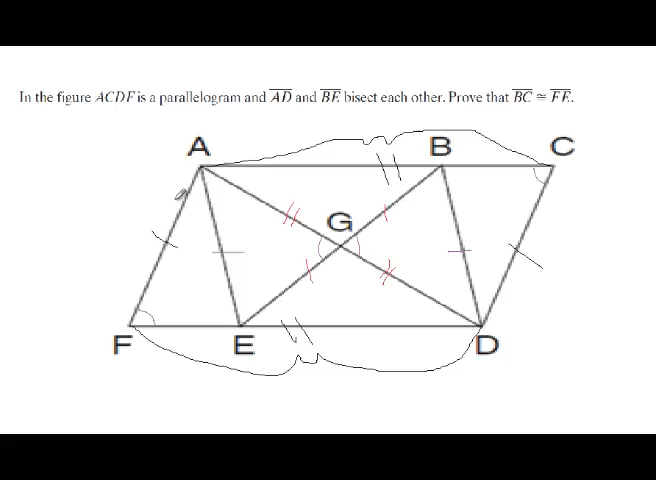 In the figure ACDF is a parallelogram and AD and BE bisect each other. Prove that BC ≅ FE.
A
B
C
G
F
E
D